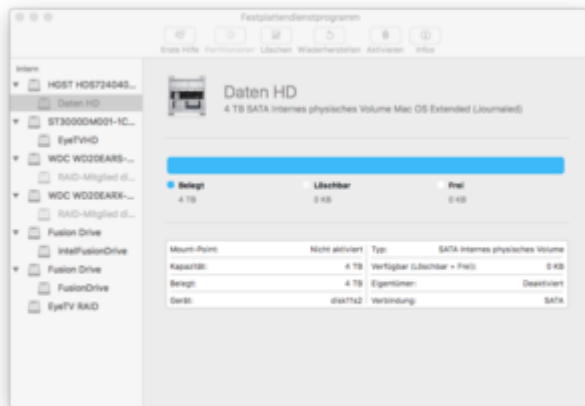 Festplattendienstprogramm
Erste Hilfe Partitionieren Löschen Wiederherstellen Aktivieren Infos
Intern
HGST HDS724040...
Daten HD
ST3000DM001-1C...
EyeTVHD
WDC WD20EARS-...
RAID-Mitglied di...
WDC WD20EARX-...
RAID-Mitglied di...
Fusion Drive
IntelFusionDrive
Fusion Drive
FusionDrive
EyeTV RAID
Daten HD
4 TB SATA Internes physisches Volume Mac OS Extended (Journaled)
Belegt Löschbar Frei
4 TB 0 KB 0 KB
Mount-Point: Nicht aktiviert Typ: SATA Internes physisches Volume
Kapazität: 4 TB Verfügbar (Löschbar + Frei): 0 KB
Belegt: 4 TB Eigentümer: Deaktiviert
Gerät: disk11s2 Verbindung: SATA